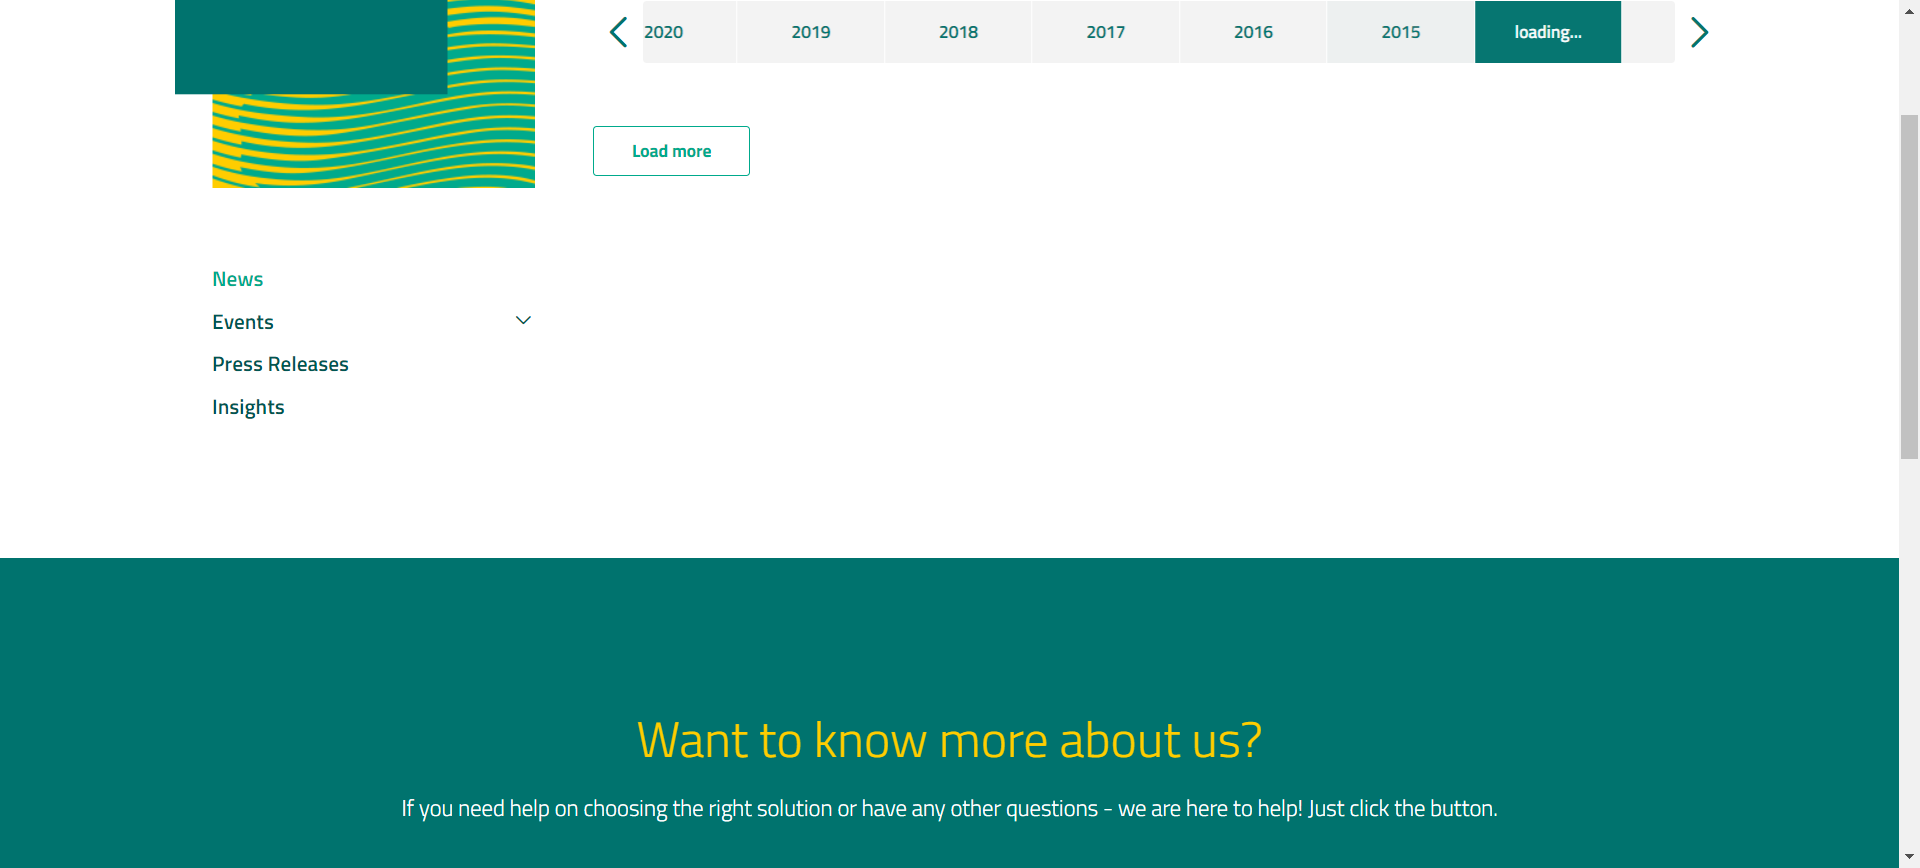 2020 2019 2018 2017 2016 2015 loading...
Load more
News
Events
Press Releases
Insights
Want to know more about us?
If you need help on choosing the right solution or have any other questions - we are here to help! Just click the button.